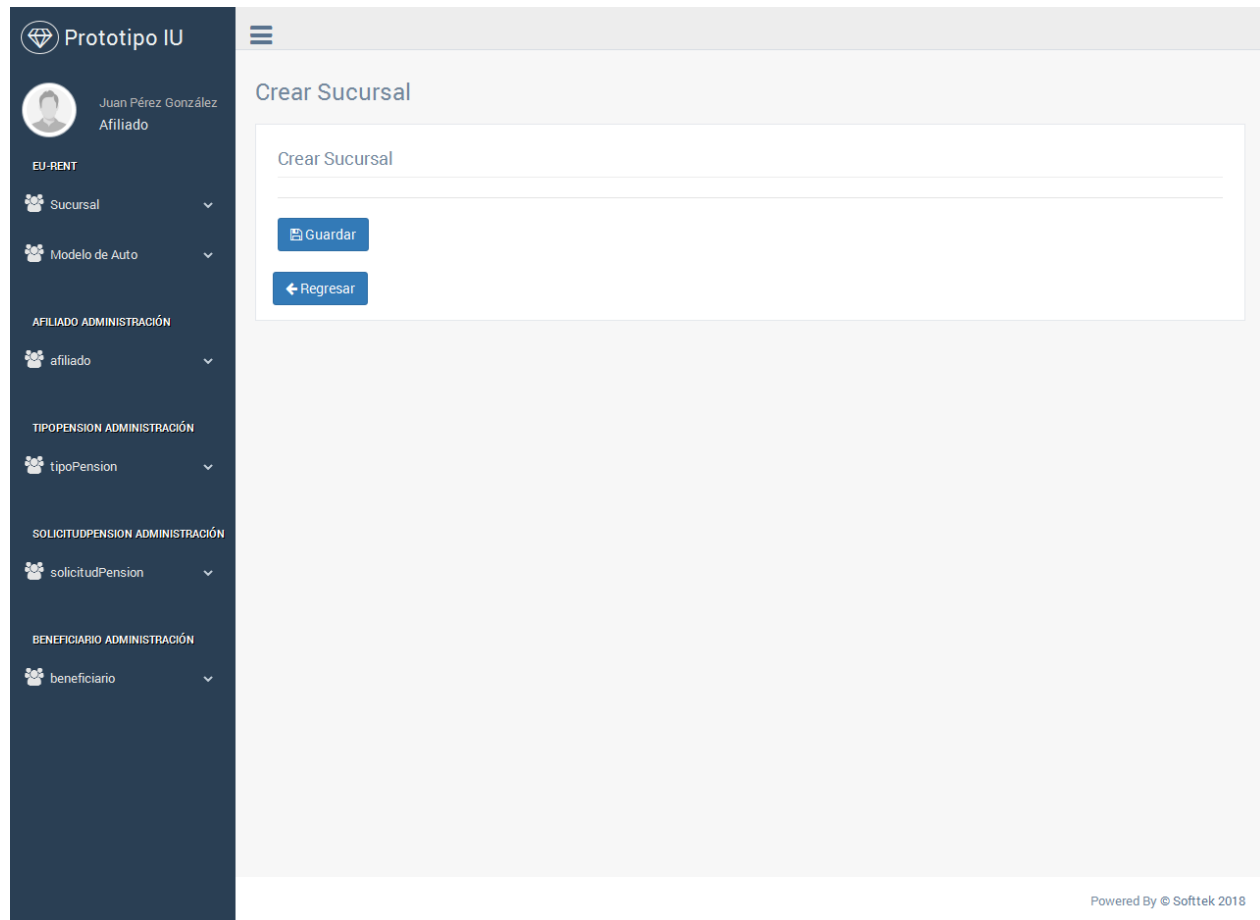 Prototipo IU
Juan Pérez González
Afiliado
EU-RENT
Sucursal
Modelo de Auto
AFILIADO ADMINISTRACIÓN
afiliado
TIPOPENSION ADMINISTRACIÓN
tipoPension
SOLICITUDPENSION ADMINISTRACIÓN
solicitudPension
BENEFICIARIO ADMINISTRACIÓN
beneficiario
Crear Sucursal
Crear Sucursal
Guardar
Regresar
Powered By © Softtek 2018